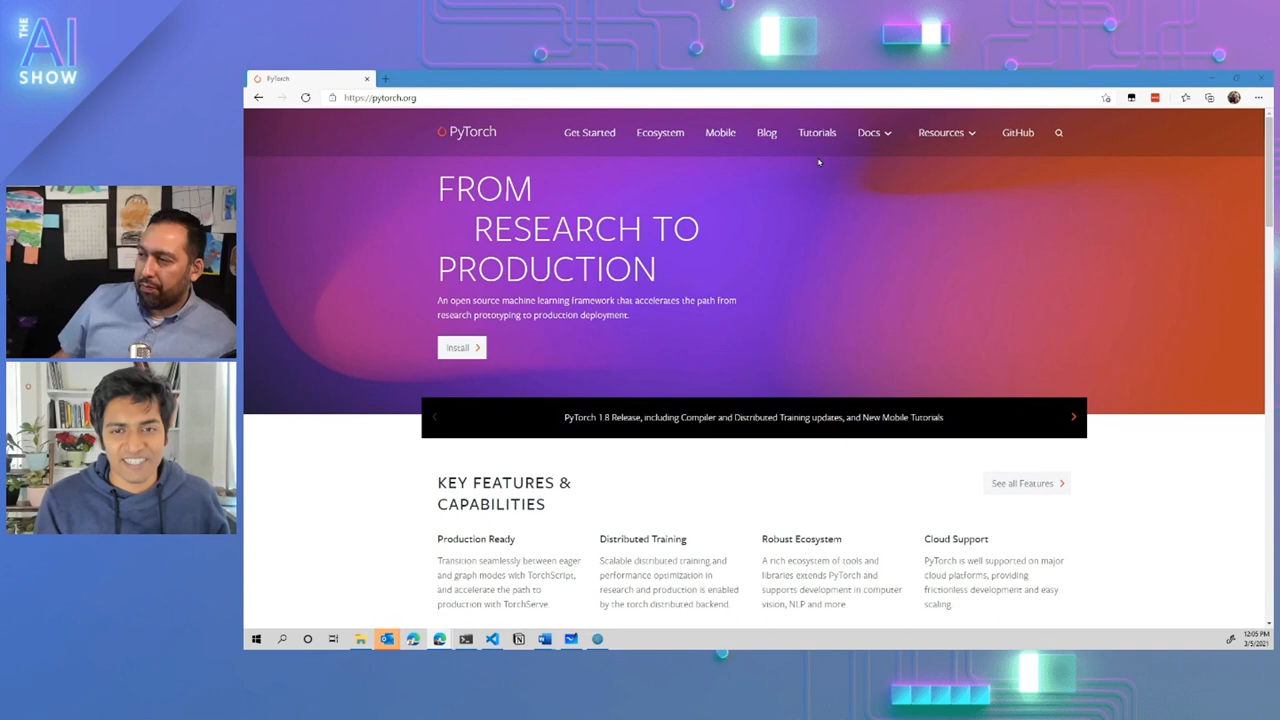 THE
AI
SHOW
PyTorch
https://pytorch.org
PyTorch
Get Started
Ecosystem
Mobile
Blog
Tutorials
Docs
Resources
GitHub
FROM
RESEARCH TO
PRODUCTION
An open source machine learning framework that accelerates the path from
research prototyping to production deployment.
Install
PyTorch 1.8 Release, including Compiler and Distributed Training updates, and New Mobile Tutorials
KEY FEATURES &
CAPABILITIES
See all Features
Production Ready
Transition seamlessly between eager
and graph modes with TorchScript,
and accelerate the path to
production with TorchServe.
Distributed Training
Scalable distributed training and
performance optimization in
research and production is enabled
by the torch.distributed backend.
Robust Ecosystem
A rich ecosystem of tools and
libraries extends PyTorch and
supports development in computer
vision, NLP and more.
Cloud Support
PyTorch is well supported on major
cloud platforms, providing
frictionless development and easy
scaling.
12:05 PM
3/5/2021